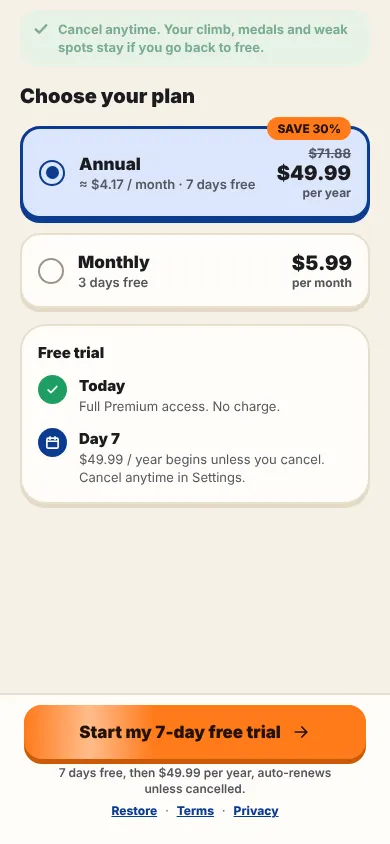 Cancel anytime. Your climb, medals and weak
spots stay if you go back to free.
Choose your plan
SAVE 30%
Annual
≈ $4.17 / month · 7 days free
$71.88
$49.99
per year
Monthly
3 days free
$5.99
per month
Free trial
Today
Full Premium access. No charge.
Day 7
$49.99 / year begins unless you cancel.
Cancel anytime in Settings.
Start my 7-day free trial →
7 days free, then $49.99 per year, auto-renews
unless cancelled.
Restore · Terms · Privacy